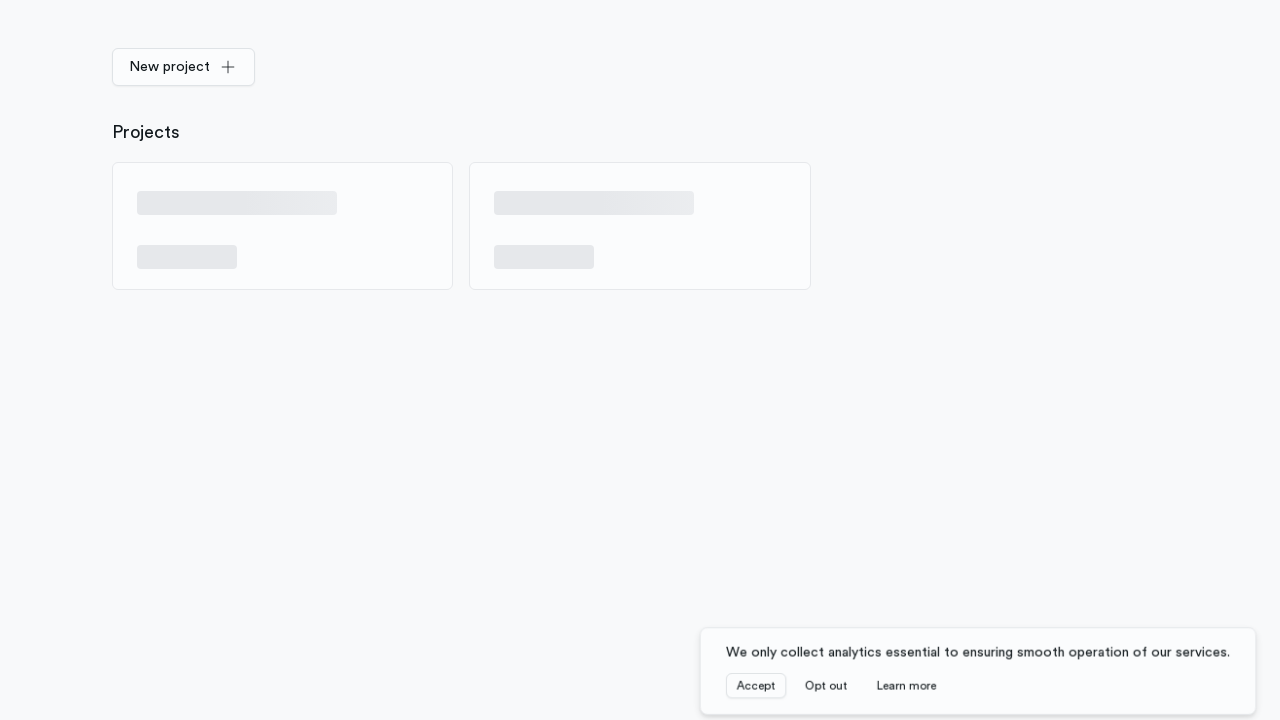 New project
Projects
We only collect analytics essential to ensuring smooth operation of our services.
Accept Opt out Learn more